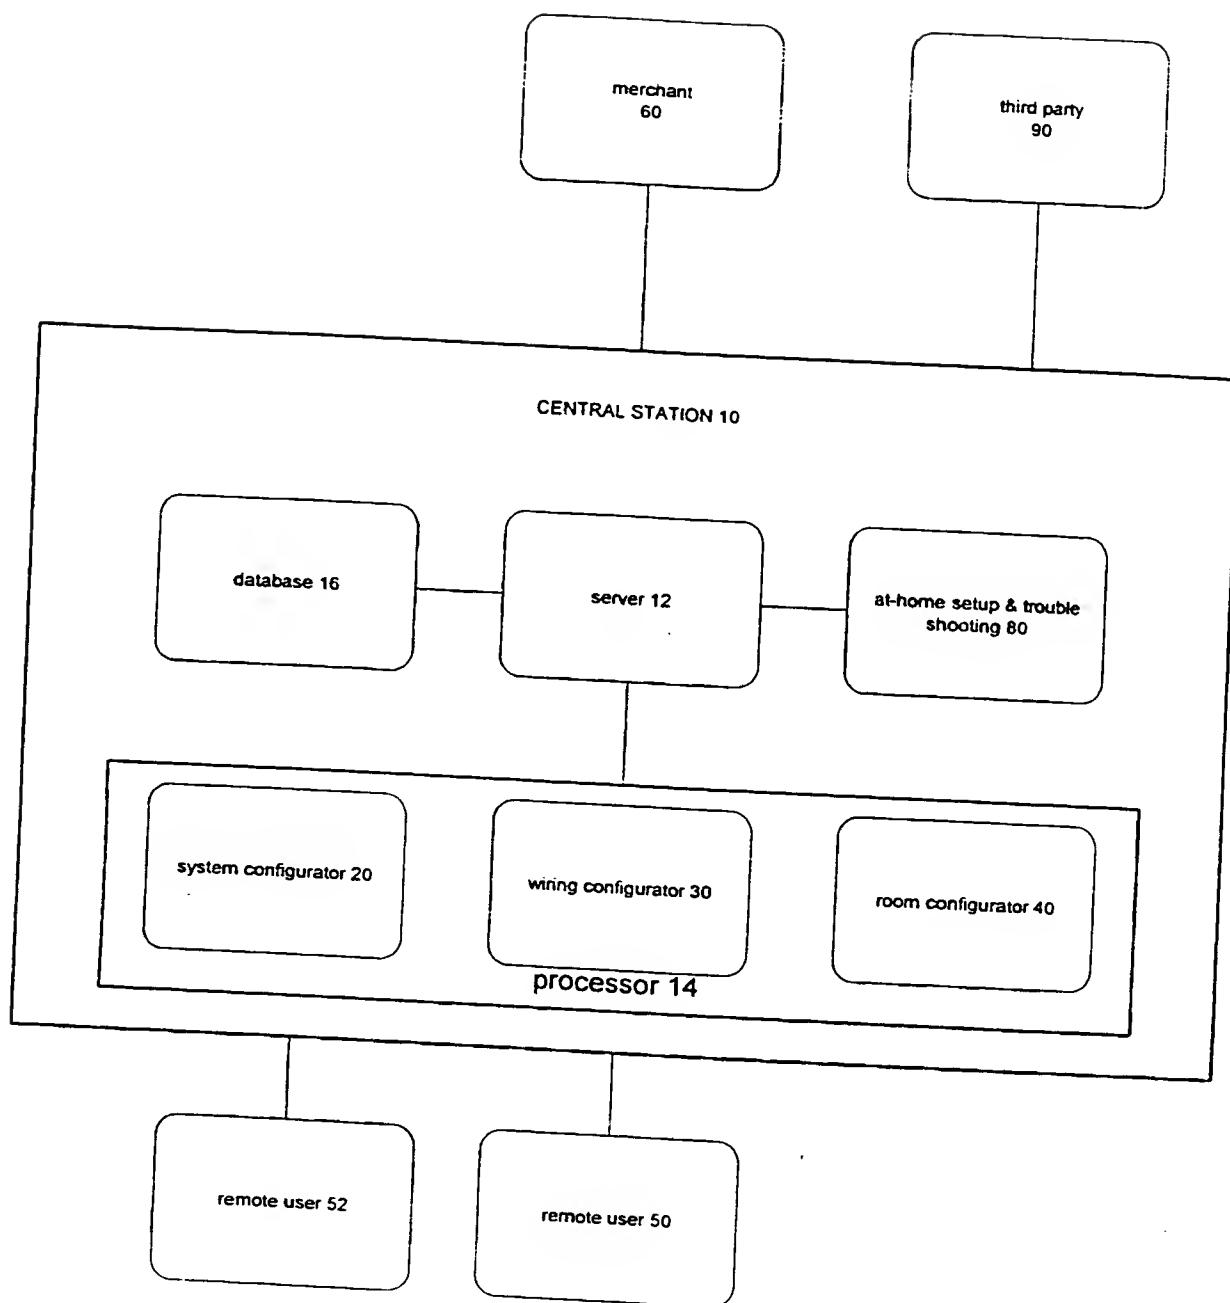 merchant
60
third party
90
CENTRAL STATION 10
database 16
server 12
at-home setup & trouble
shooting 80
system configurator 20
wiring configurator 30
room configurator 40
processor 14
remote user 52
remote user 50